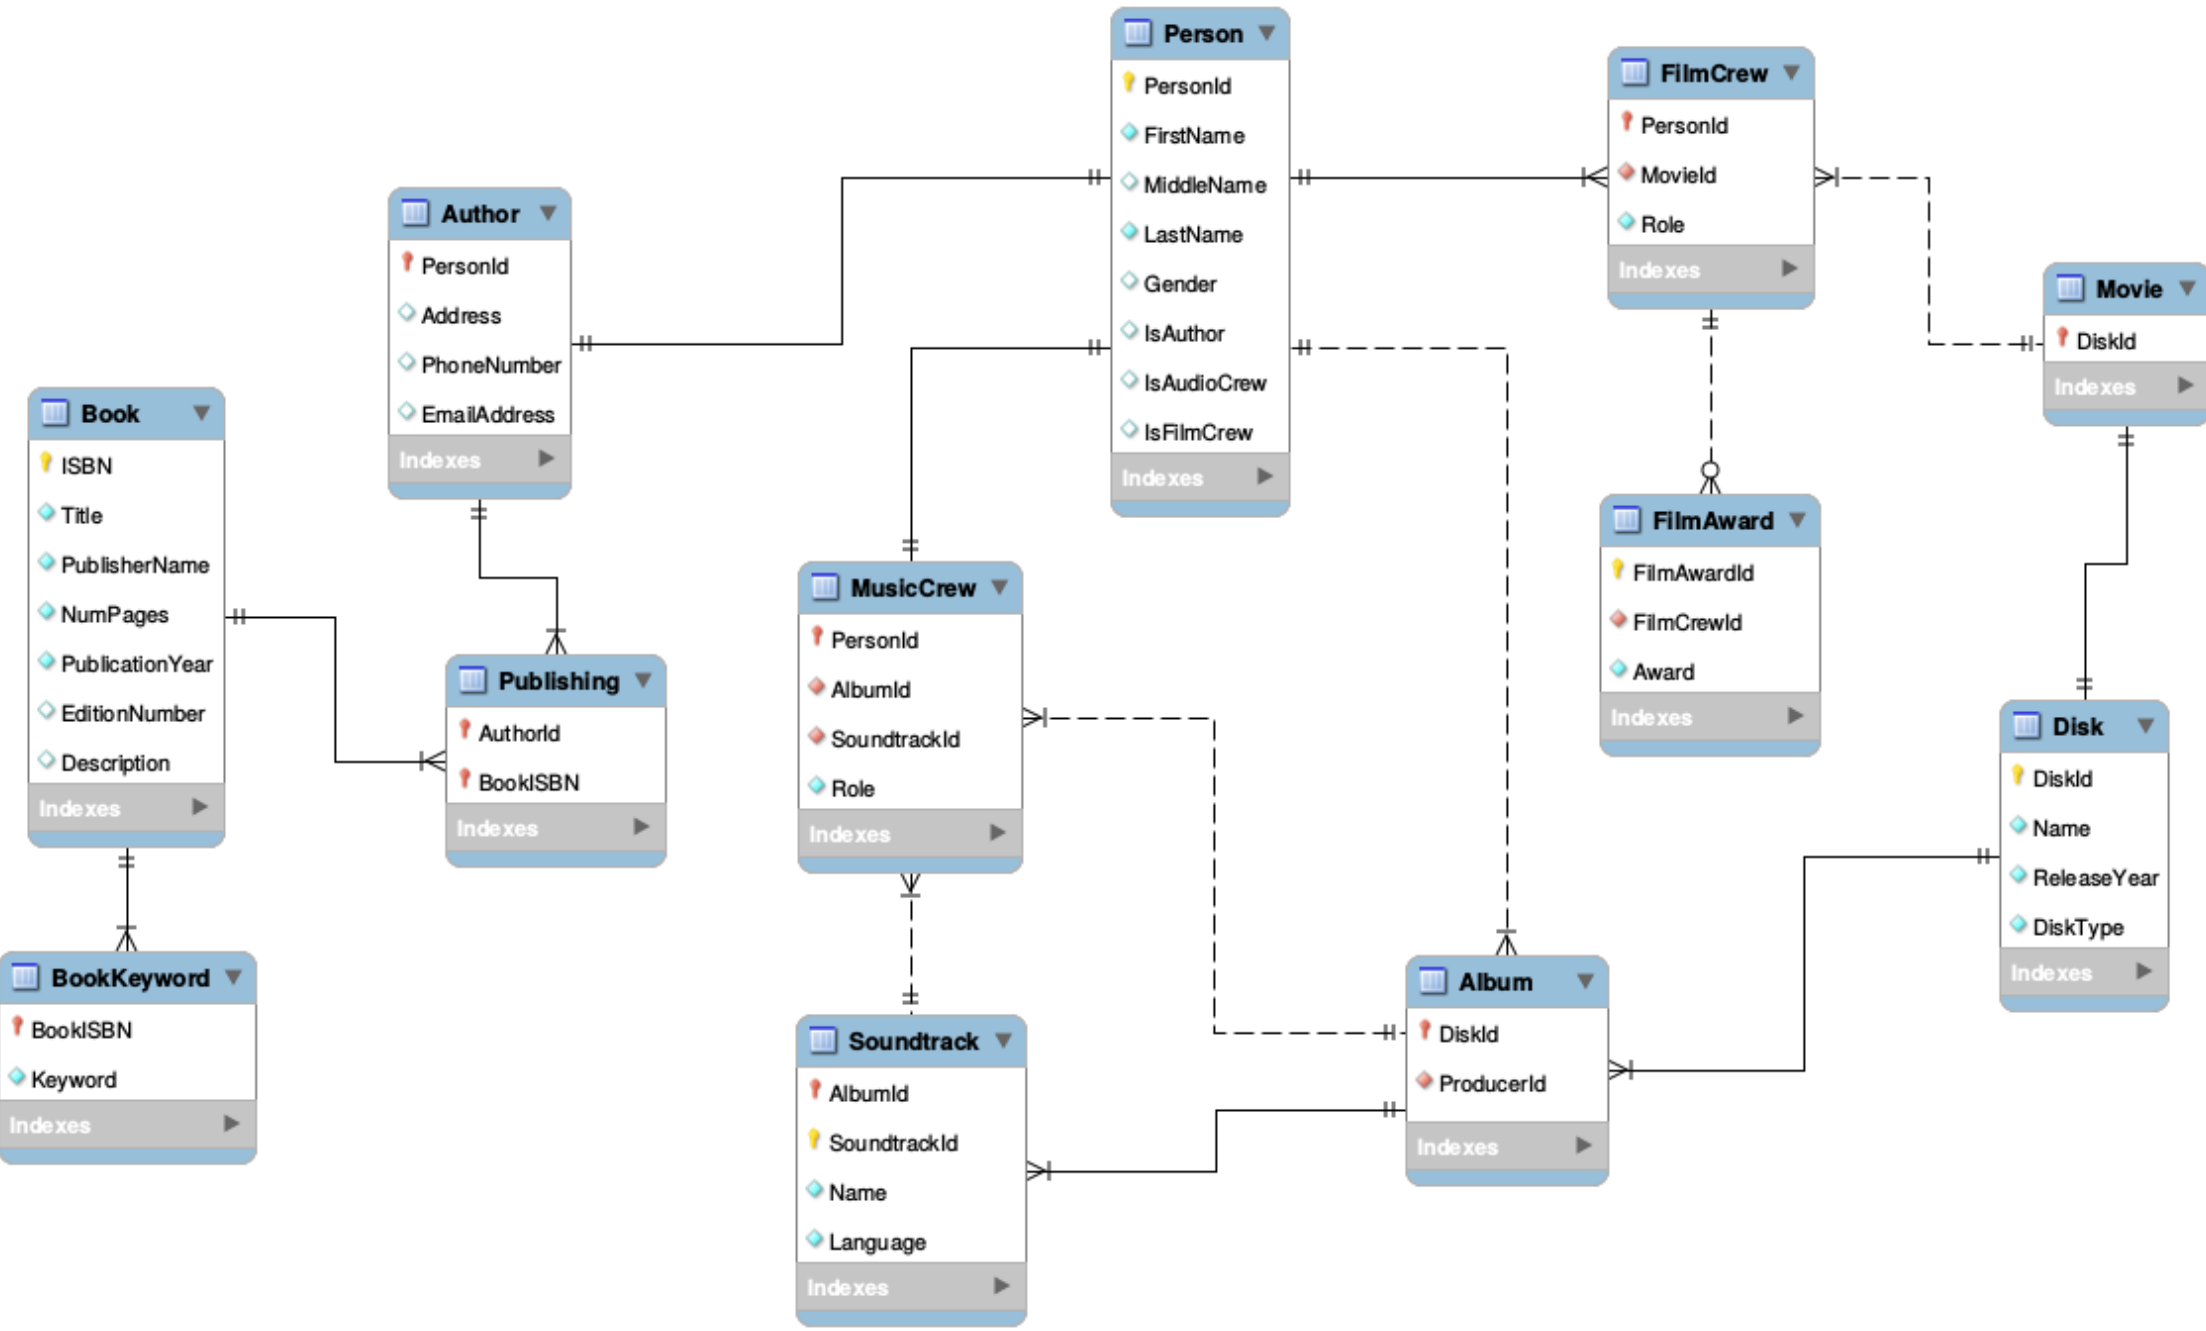 Person
PersonId
FirstName
MiddleName
LastName
Gender
IsAuthor
IsAudioCrew
IsFilmCrew
Indexes
FilmCrew
PersonId
MovieId
Role
Indexes
Author
PersonId
Address
PhoneNumber
EmailAddress
Indexes
Movie
DiskId
Indexes
Book
ISBN
Title
PublisherName
NumPages
PublicationYear
EditionNumber
Description
Indexes
FilmAward
FilmAwardId
FilmCrewId
Award
Indexes
MusicCrew
PersonId
AlbumId
SoundtrackId
Role
Indexes
Publishing
AuthorId
BookISBN
Indexes
Disk
DiskId
Name
ReleaseYear
DiskType
Indexes
BookKeyword
BookISBN
Keyword
Indexes
Album
DiskId
ProducerId
Indexes
Soundtrack
AlbumId
SoundtrackId
Name
Language
Indexes